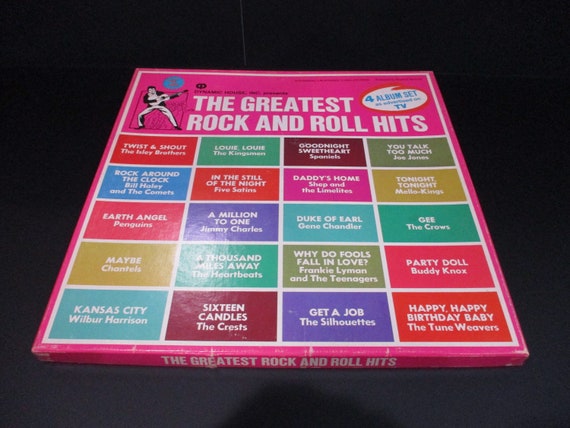 DYNAMIC HOUSE, INC. presents
THE GREATEST
ROCK AND ROLL HITS
4 ALBUM SET
as advertised on
TV
TWIST & SHOUT
The Isley Brothers
LOUIE, LOUIE
The Kingsmen
GOODNIGHT
SWEETHEART
Spaniels
YOU TALK
TOO MUCH
Joe Jones
ROCK AROUND
THE CLOCK
Bill Haley
and The Comets
IN THE STILL
OF THE NIGHT
Five Satins
DADDY'S HOME
Shep and
the Limelites
TONIGHT,
TONIGHT
Mello-Kings
EARTH ANGEL
Penguins
A MILLION
TO ONE
Jimmy Charles
DUKE OF EARL
Gene Chandler
GEE
The Crows
MAYBE
Chantels
A THOUSAND
MILES AWAY
The Heartbeats
WHY DO FOOLS
FALL IN LOVE?
Frankie Lyman
and The Teenagers
PARTY DOLL
Buddy Knox
KANSAS CITY
Wilbur Harrison
SIXTEEN
CANDLES
The Crests
GET A JOB
The Silhouettes
HAPPY, HAPPY
BIRTHDAY BABY
The Tune Weavers
THE GREATEST ROCK AND ROLL HITS